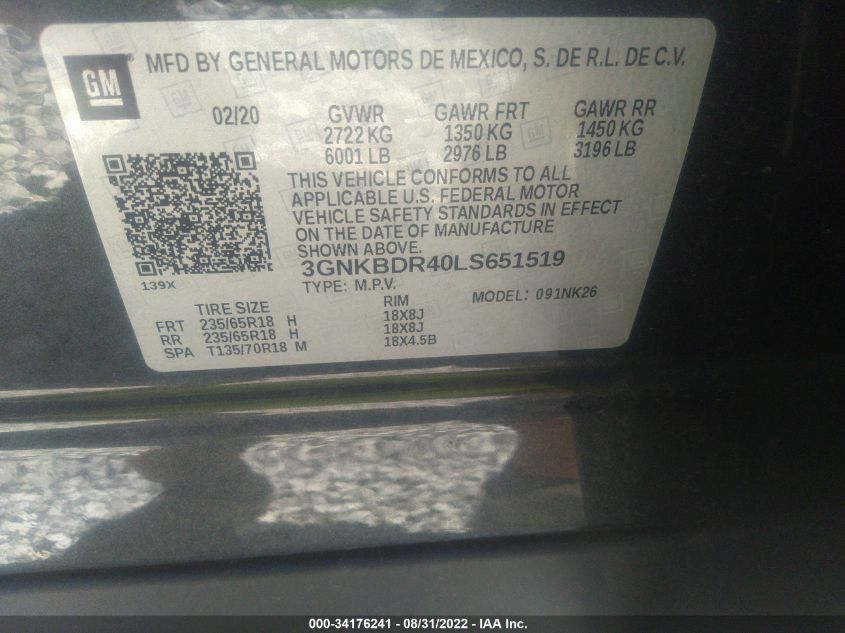 GM
MFD BY GENERAL MOTORS DE MEXICO, S. DE R.L. DE C.V.
02/20 GVWR GAWR FRT GAWR RR
2722 KG 1350 KG 1450 KG
6001 LB 2976 LB 3196 LB
THIS VEHICLE CONFORMS TO ALL
APPLICABLE U.S. FEDERAL MOTOR
VEHICLE SAFETY STANDARDS IN EFFECT
ON THE DATE OF MANUFACTURE
SHOWN ABOVE.
3GNKBDR40LS651519
139X
TYPE: M.P.V. MODEL: 091NK26
TIRE SIZE RIM
FRT 235/65R18 H 18X8J
RR 235/65R18 H 18X8J
SPA T135/70R18 M 18X4.5B
000-34176241 - 08/31/2022 - IAA Inc.